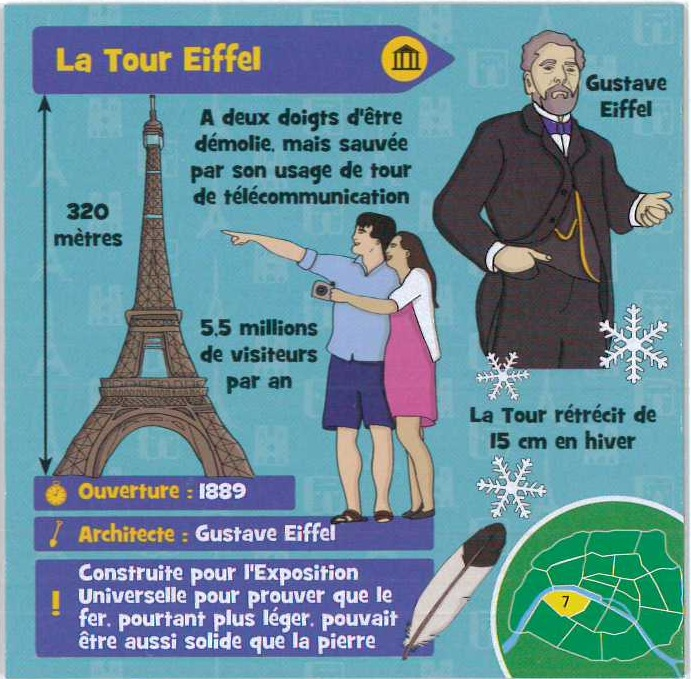 La Tour Eiffel
Gustave
Eiffel
A deux doigts d'être
démolie, mais sauvée
par son usage de tour
de télécommunication
320
mètres
5,5 millions
de visiteurs
par an
La Tour rétrécit de
15 cm en hiver
Ouverture : 1889
Architecte : Gustave Eiffel
! Construite pour l'Exposition
Universelle pour prouver que le
fer, pourtant plus léger, pouvait
être aussi solide que la pierre
7